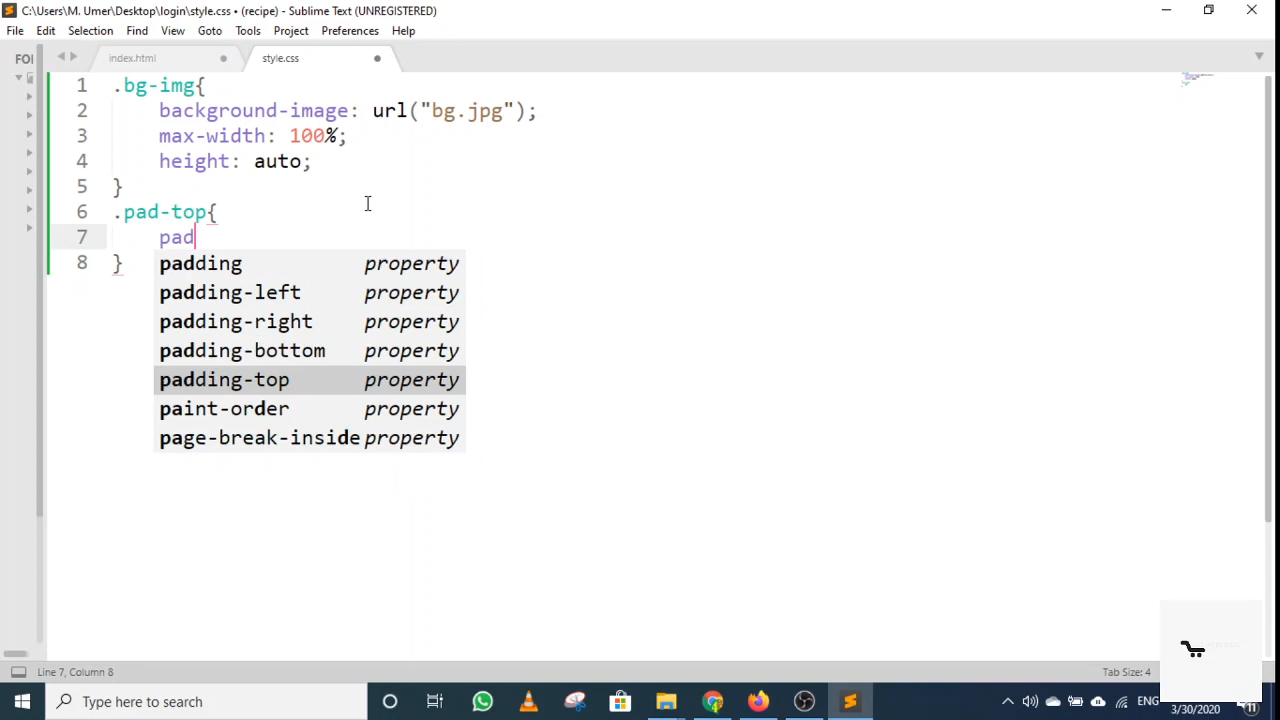 C:\Users\M. Umer\Desktop\login\style.css • (recipe) - Sublime Text (UNREGISTERED)
File Edit Selection View Goto Tools Project Preferences Help
FOI
index.html
style.css
1 .bg-img{
2 background-image: url("bg.jpg");
3 max-width: 100%;
4 height: auto;
5 }
6 .pad-top{
7 pad
8 }
padding property
padding-left property
padding-right property
padding-bottom property
padding-top property
paint-order property
page-break-inside property
Line 7, Column 8
Tab Size: 4
Type here to search
ENG
3/30/2020
11